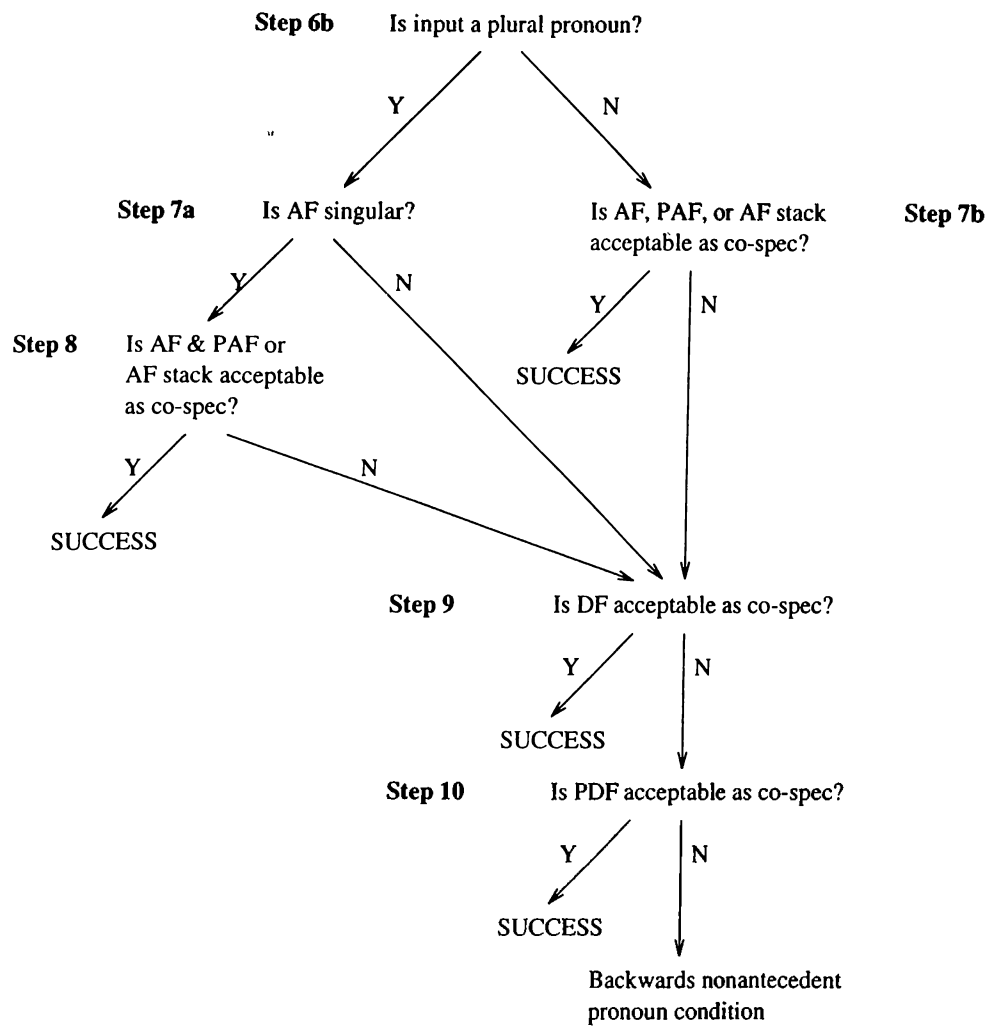 Step 6b Is input a plural pronoun?
Y N
Step 7a Is AF singular? Is AF, PAF, or AF stack Step 7b
acceptable as co-spec?
Y N Y N
Step 8 Is AF & PAF or
AF stack acceptable
as co-spec?
SUCCESS
Y N
SUCCESS
Step 9 Is DF acceptable as co-spec?
Y N
SUCCESS
Step 10 Is PDF acceptable as co-spec?
Y N
SUCCESS
Backwards nonantecedent
pronoun condition